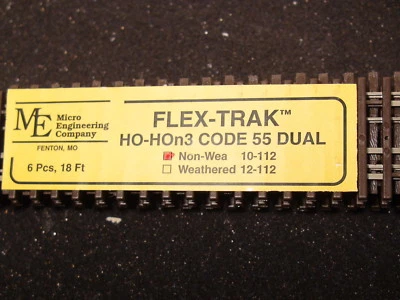 ME Micro
Engineering
Company
FENTON, MO
6 Pcs, 18 Ft
FLEX-TRAK™
HO-HOn3 CODE 55 DUAL
Non-Wea 10-112
Weathered 12-112